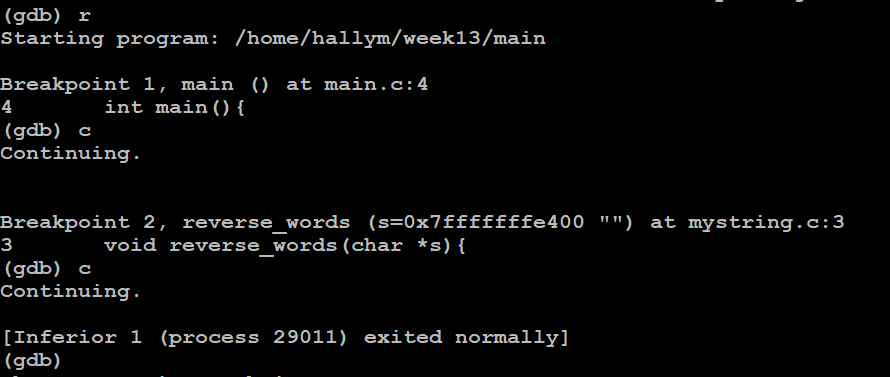 (gdb) r
Starting program: /home/hallym/week13/main
Breakpoint 1, main () at main.c:4
4       int main(){
(gdb) c
Continuing.
Breakpoint 2, reverse_words (s=0x7fffffffe400 "") at mystring.c:3
3       void reverse_words(char *s){
(gdb) c
Continuing.
[Inferior 1 (process 29011) exited normally]
(gdb)